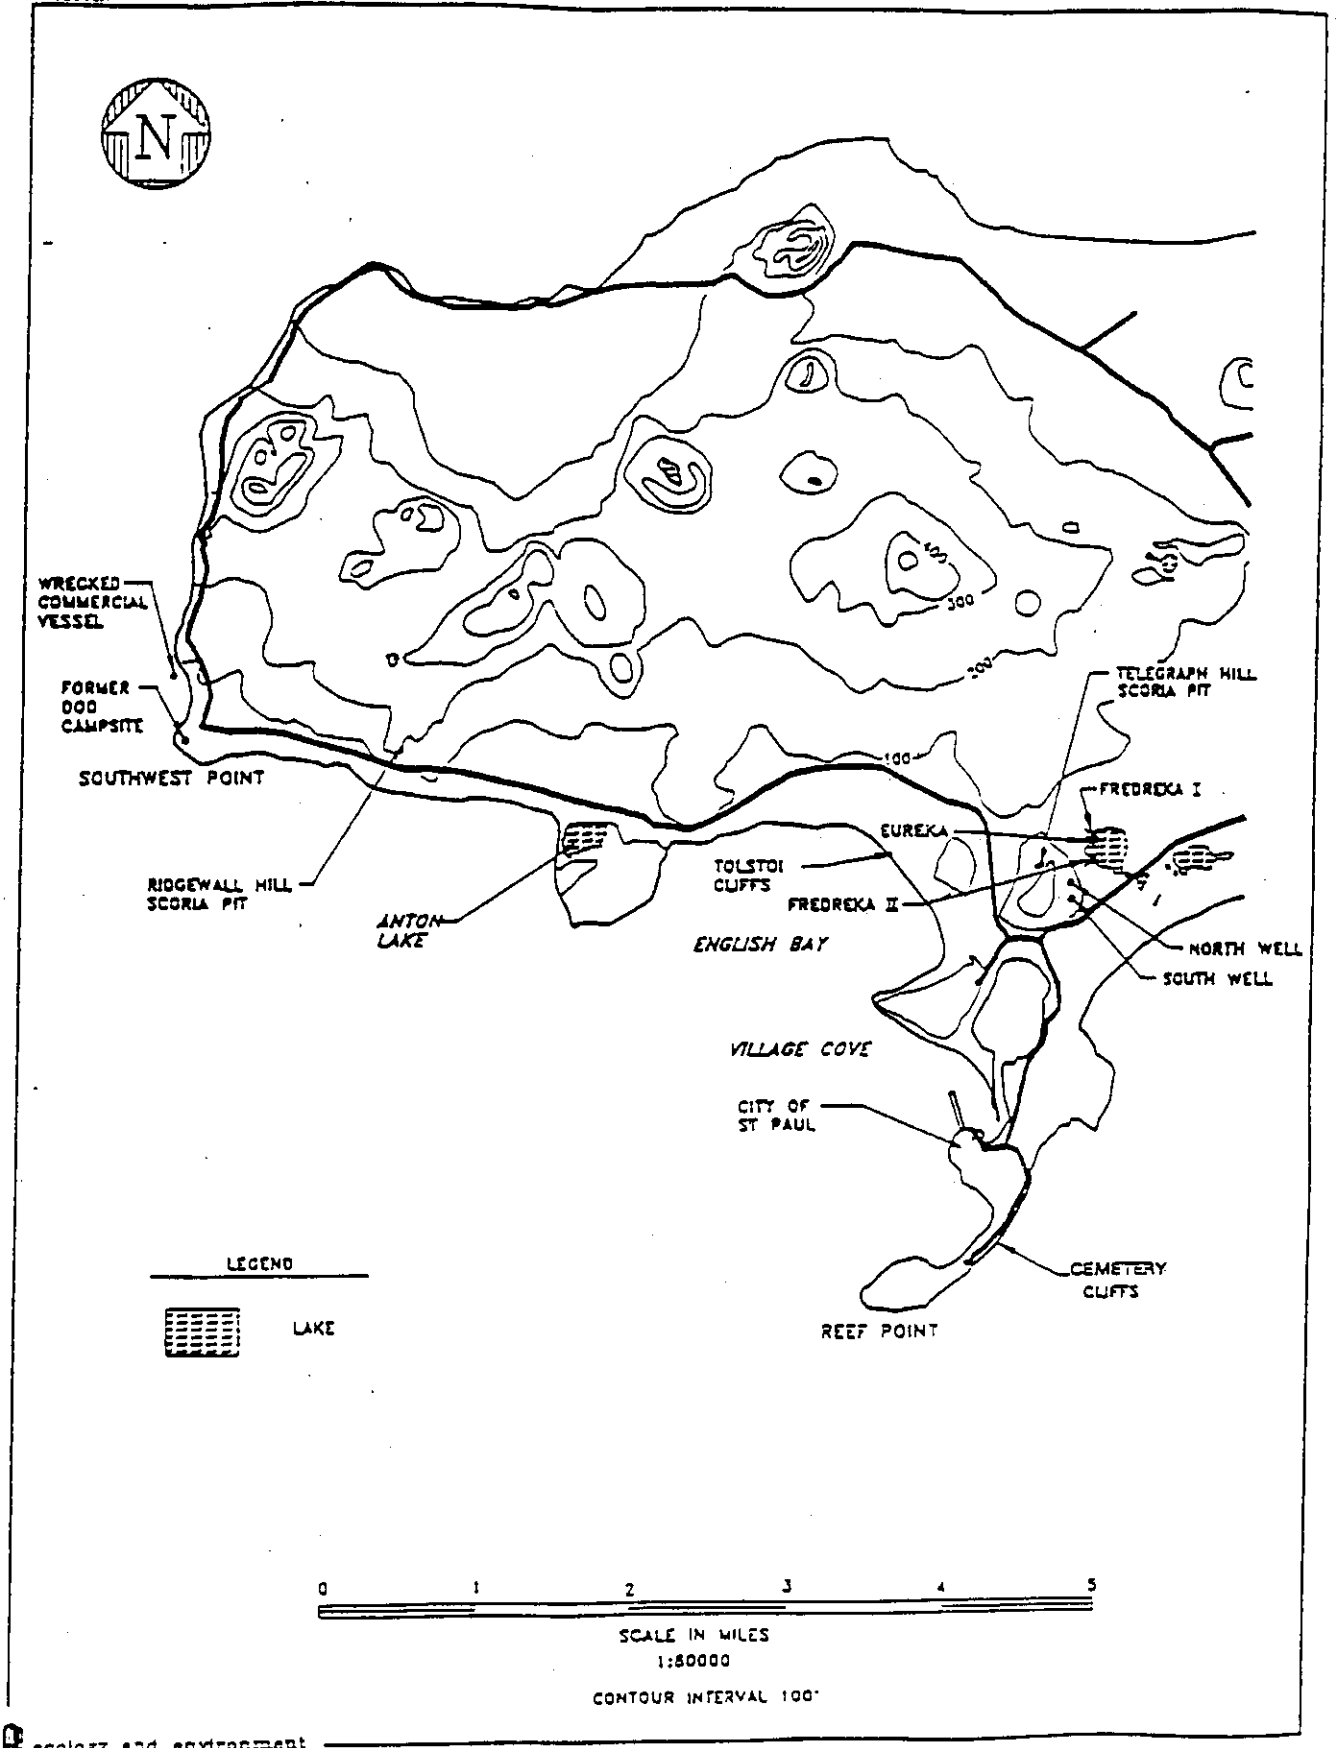 N
WRECKED
COMMERCIAL
VESSEL
FORMER
DOD
CAMPSITE
SOUTHWEST POINT
RIDGEWALL HILL
SCORIA PIT
ANTON
LAKE
300
200
100
TELEGRAPH HILL
SCORIA PIT
FREDREKA I
EUREKA
TOLSTOI
CLIFFS
FREDREKA II
ENGLISH BAY
NORTH WELL
SOUTH WELL
VILLAGE COVE
CITY OF
ST PAUL
CEMETERY
CLIFFS
REEF POINT
LEGEND
LAKE
0 1 2 3 4 5
SCALE IN MILES
1:80000
CONTOUR INTERVAL 100'
ecology and environment